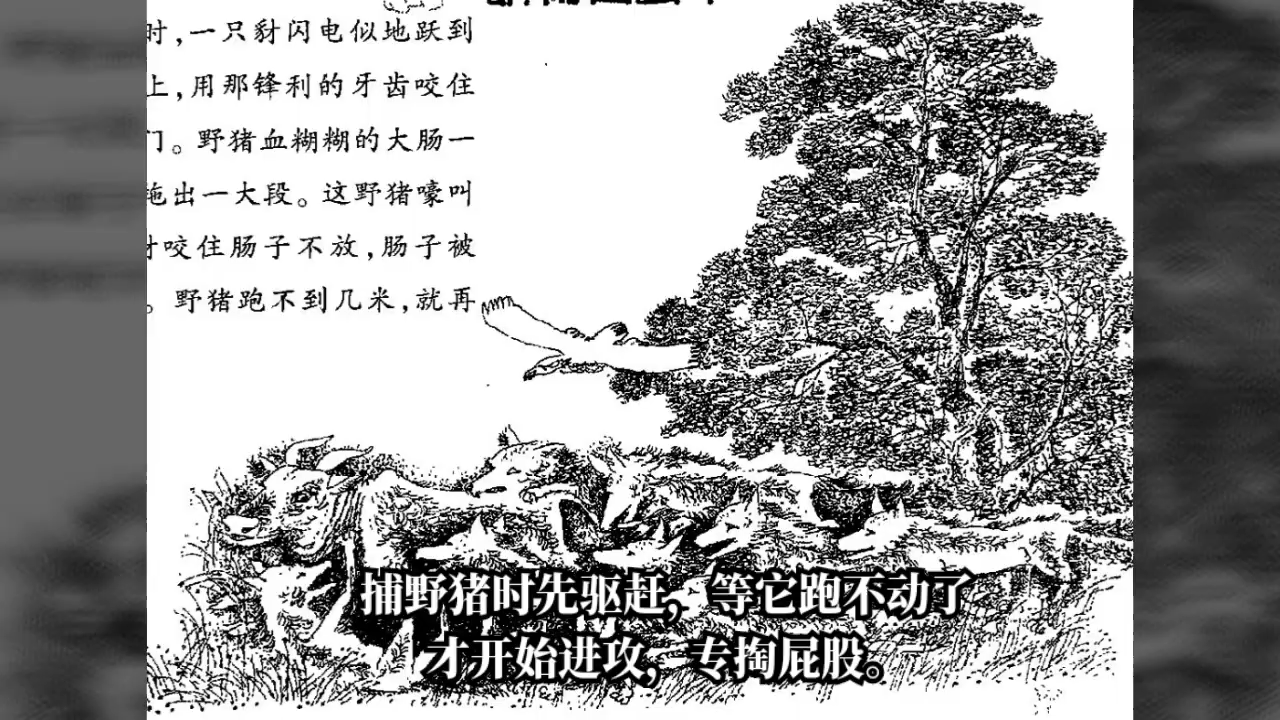 时,一只豺闪电似地跃到
上,用那锋利的牙齿咬住
门。野猪血糊糊的大肠一
拖出一大段。这野猪嚎叫
咬住肠子不放,肠子被
。野猪跑不到几米,就再
捕野猪时先驱赶，等它跑不动了
才开始进攻，专掏屁股。